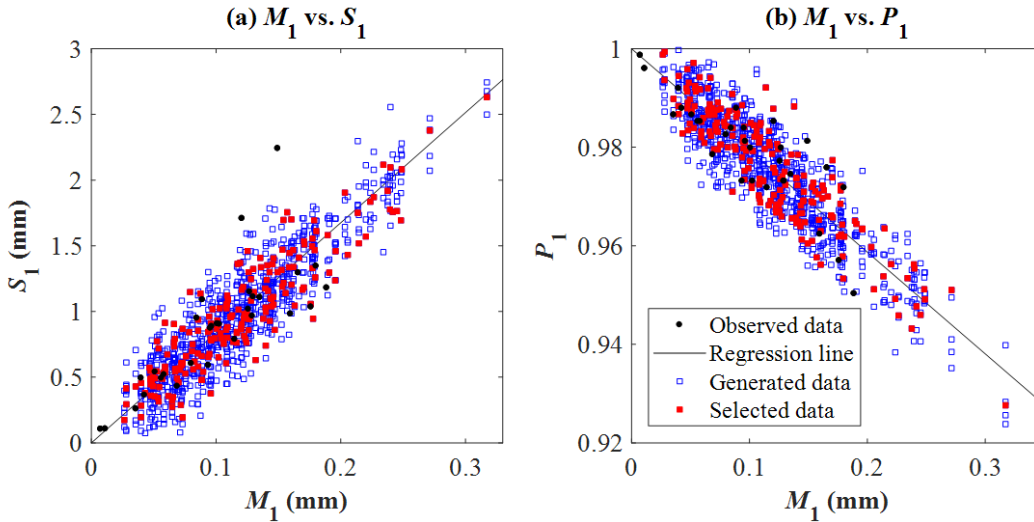 (a) M1 vs. S1
S1 (mm)
3
2.5
2
1.5
1
0.5
0
0 0.1 0.2 0.3
M1 (mm)
(b) M1 vs. P1
P1
1
0.98
0.96
0.94
0.92
Observed data
Regression line
Generated data
Selected data
0 0.1 0.2 0.3
M1 (mm)